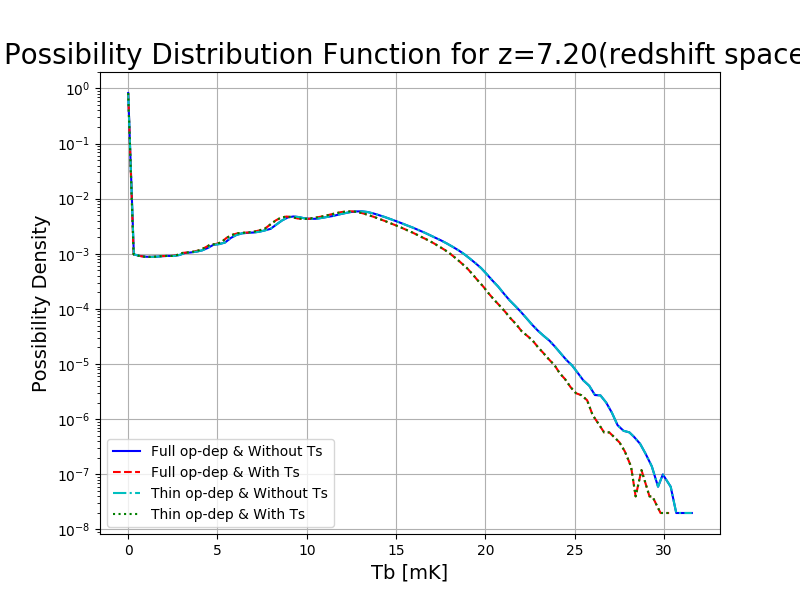 Possibility Distribution Function for z=7.20(redshift space
10⁰
10⁻¹
10⁻²
10⁻³
10⁻⁴
10⁻⁵
10⁻⁶
10⁻⁷
10⁻⁸
Possibility Density
Full op-dep & Without Ts
Full op-dep & With Ts
Thin op-dep & Without Ts
Thin op-dep & With Ts
0 5 10 15 20 25 30
Tb [mK]